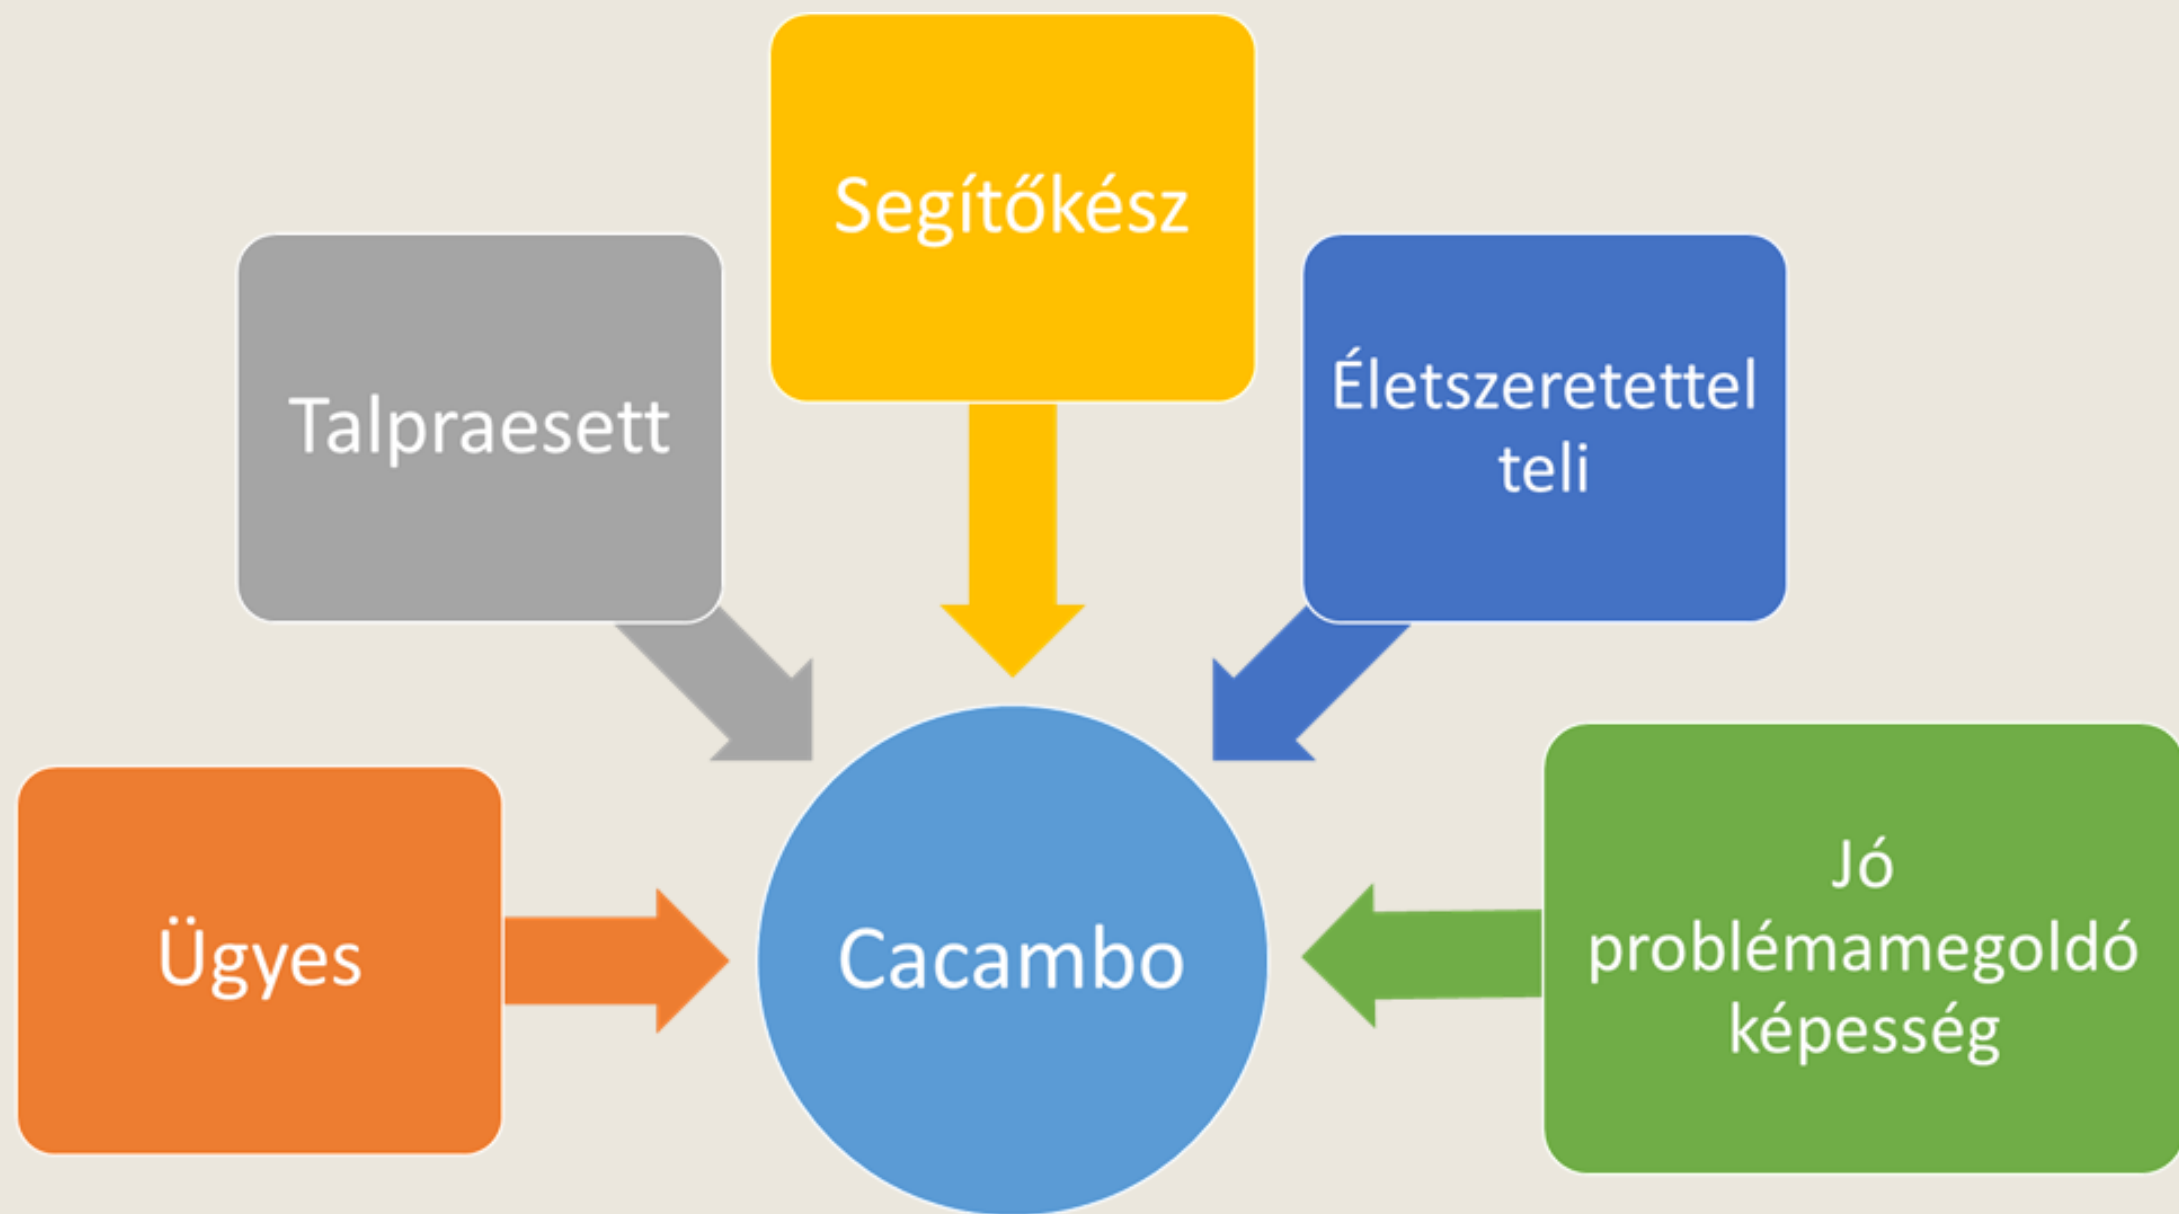 Segítőkész
Talpraesett
Életszeretettel
teli
Ügyes
Cacambo
Jó
problémamegoldó
képesség